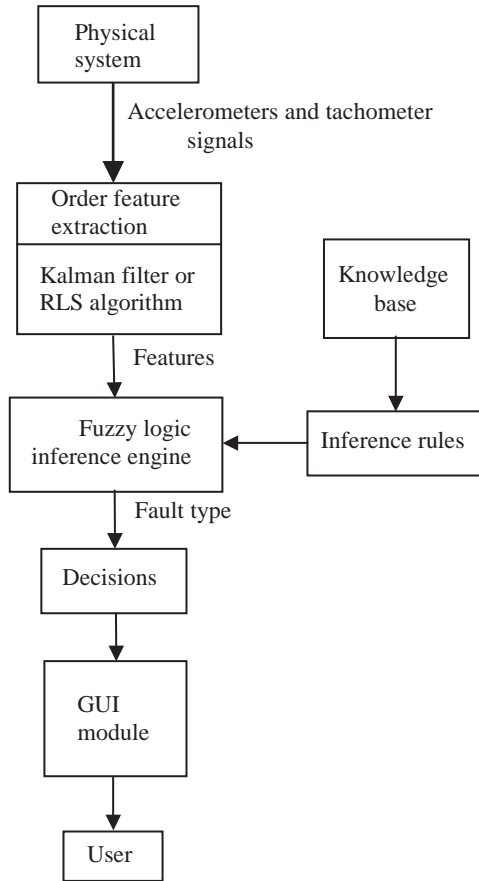 Physical
system
Accelerometers and tachometer
signals
Order feature
extraction
Kalman filter or
RLS algorithm
Knowledge
base
Features
Fuzzy logic
inference engine
Inference rules
Fault type
Decisions
GUI
module
User